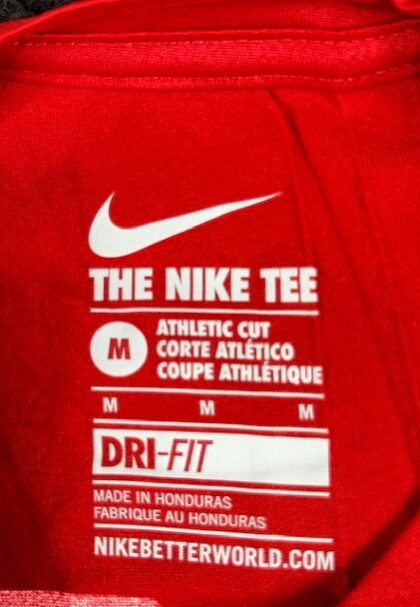 THE NIKE TEE
M
ATHLETIC CUT
CORTE ATLÉTICO
COUPE ATHLÉTIQUE
M M M
DRI-FIT
MADE IN HONDURAS
FABRIQUE AU HONDURAS
NIKEBETTERWORLD.COM